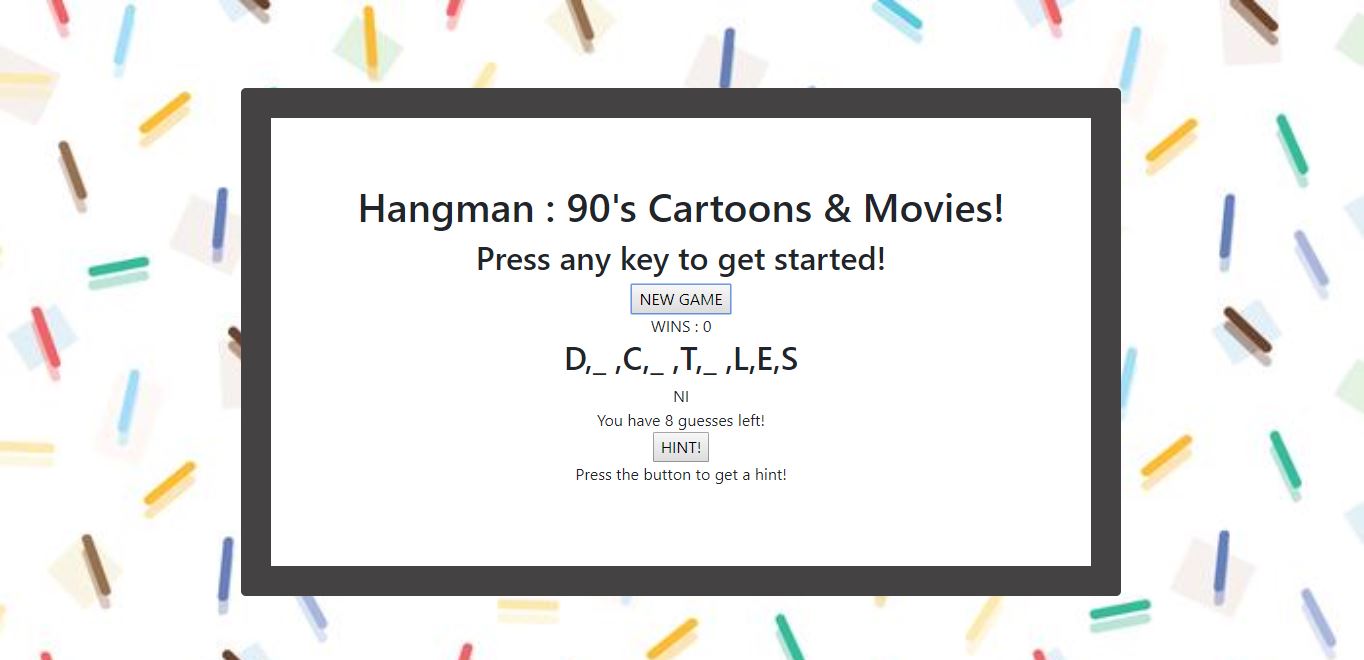 Hangman : 90's Cartoons & Movies!
Press any key to get started!
NEW GAME
WINS : 0
D,_ ,C,_ ,T,_ ,L,E,S
NI
You have 8 guesses left!
HINT!
Press the button to get a hint!